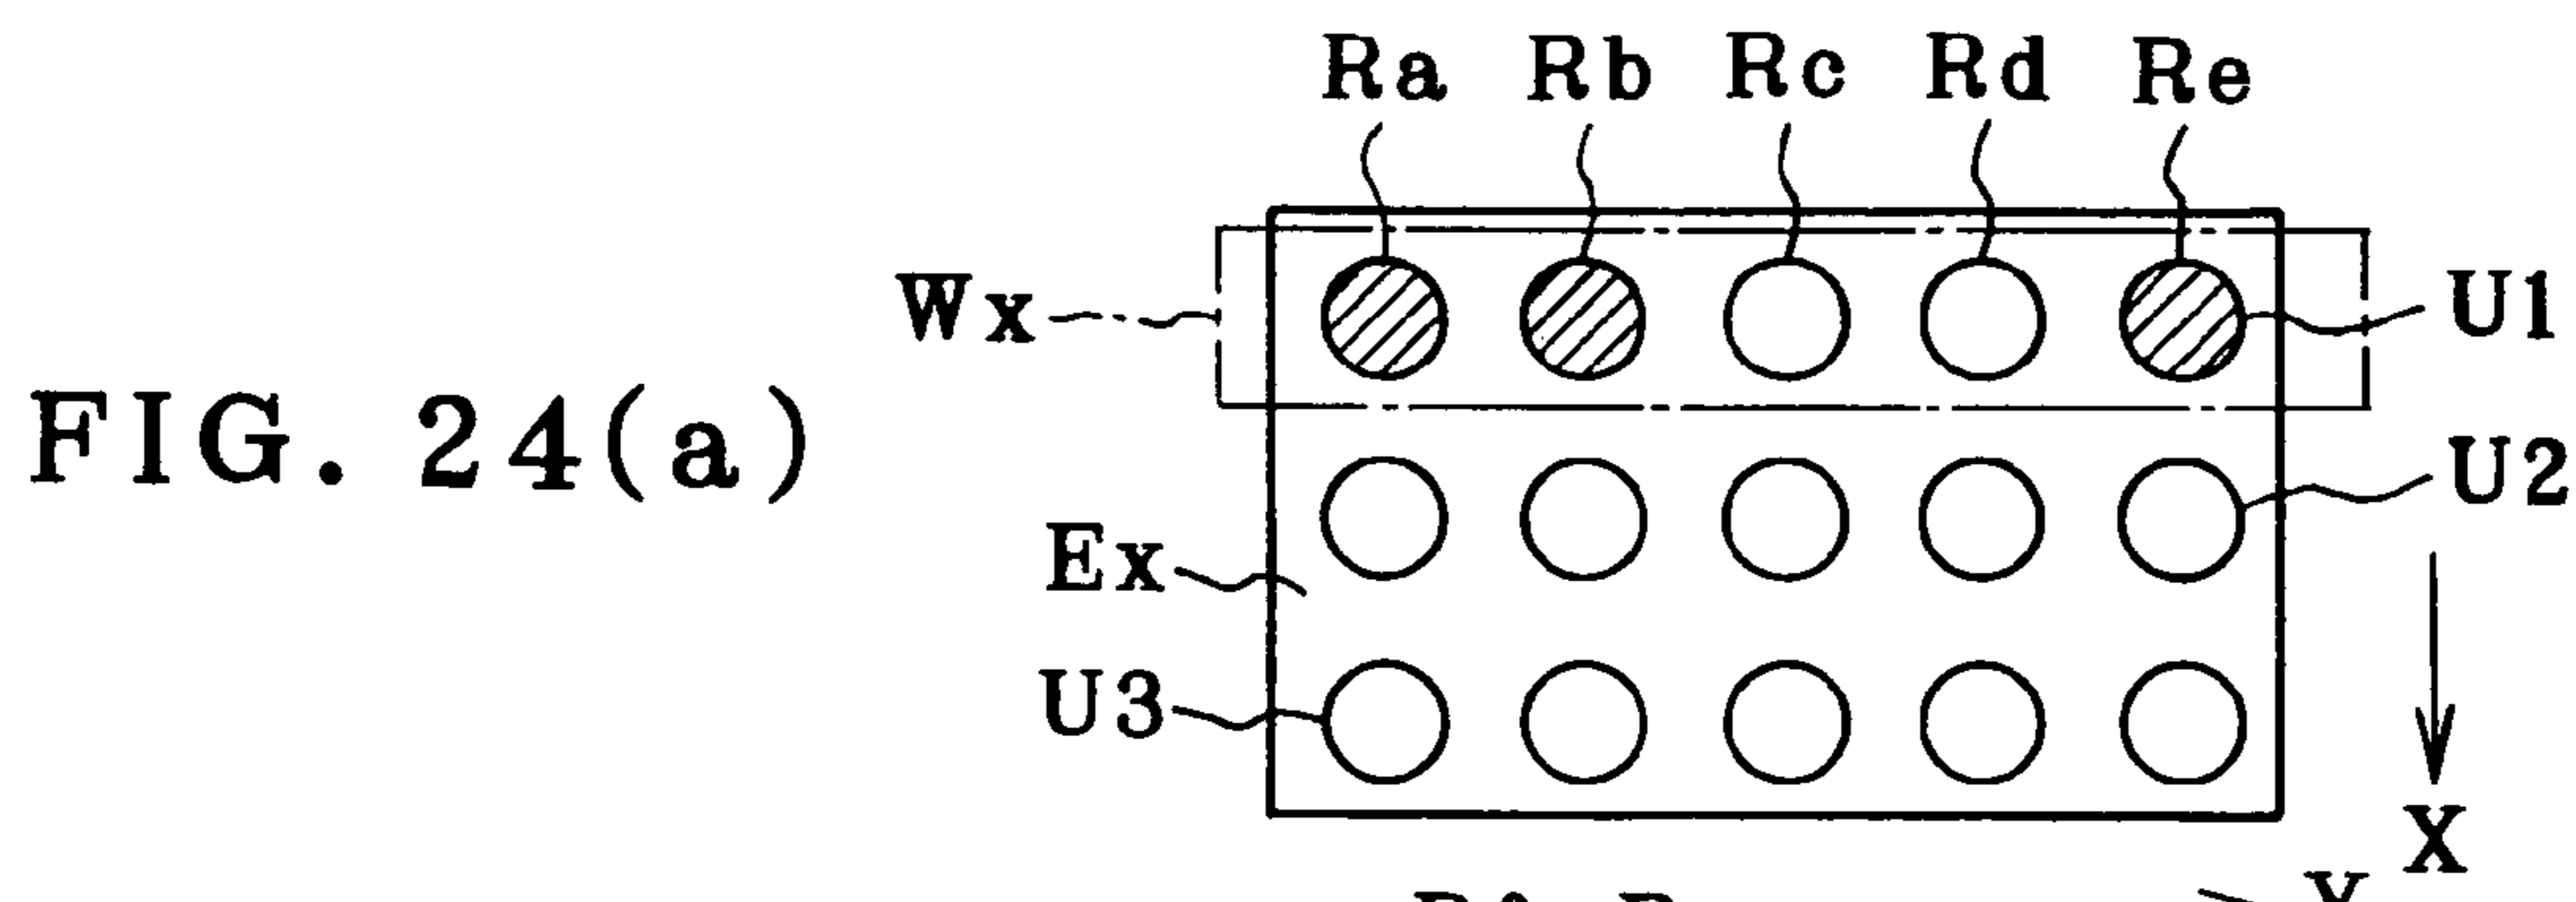 Ra Rb Rc Rd Re
Wx
U1
FIG. 24(a)
U2
Ex
U3
X